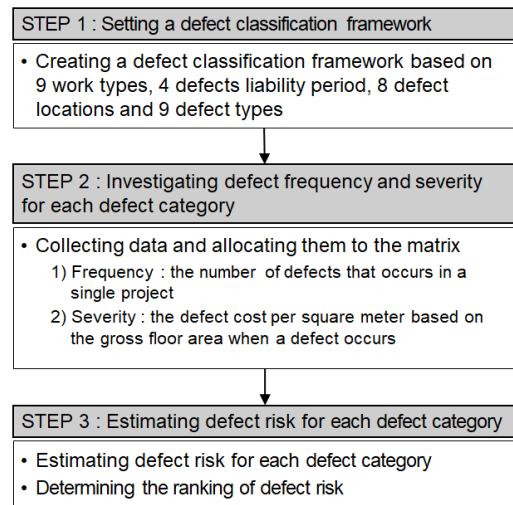 STEP 1 : Setting a defect classification framework
• Creating a defect classification framework based on
9 work types, 4 defects liability period, 8 defect
locations and 9 defect types
STEP 2 : Investigating defect frequency and severity
for each defect category
• Collecting data and allocating them to the matrix
1) Frequency : the number of defects that occurs in a
single project
2) Severity : the defect cost per square meter based on
the gross floor area when a defect occurs
STEP 3 : Estimating defect risk for each defect category
• Estimating defect risk for each defect category
• Determining the ranking of defect risk